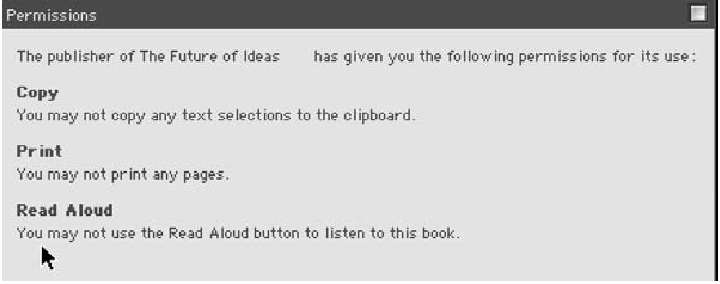 Permissions
The publisher of The Future of Ideas has given you the following permissions for its use:
Copy
You may not copy any text selections to the clipboard.
Print
You may not print any pages.
Read Aloud
You may not use the Read Aloud button to listen to this book.